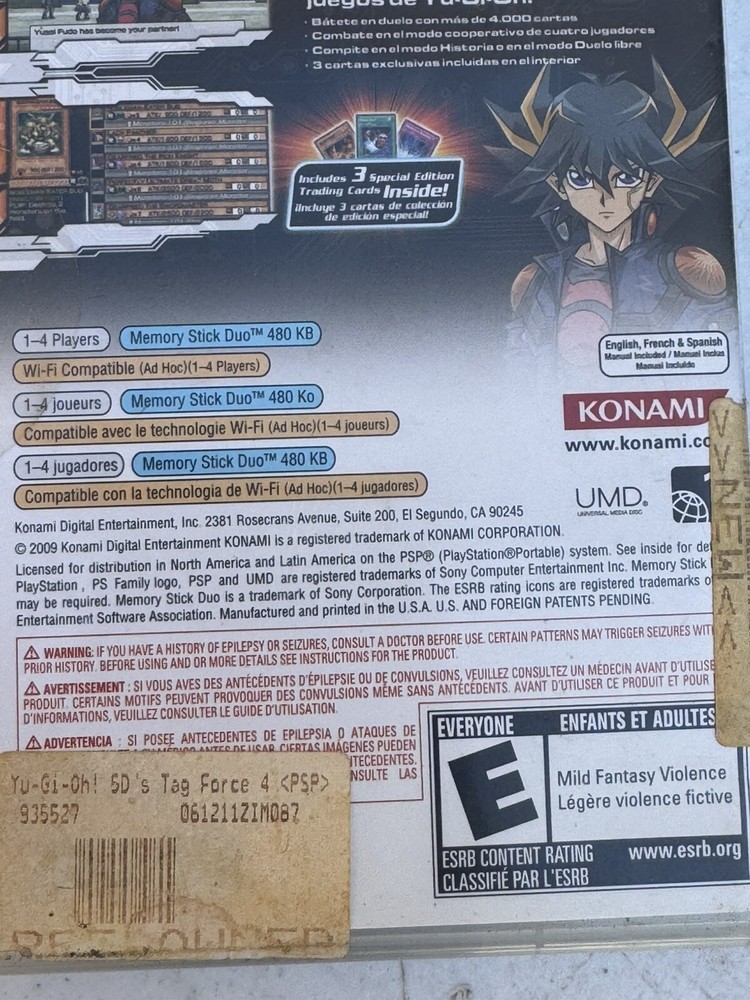 Yusei Fudo has become your partner!
juegos de Yu-Gi-Oh!
· Bátete en duelo con más de 4.000 cartas
· Combate en el modo cooperativo de cuatro jugadores
· Compite en el modo Historia o en el modo Duelo libre
· 3 cartas exclusivas incluidas en el interior
Includes 3 Special Edition
Trading Cards Inside!
¡Incluye 3 cartas de colección
de edición especial!
1–4 Players
Memory Stick Duo™ 480 KB
Wi-Fi Compatible (Ad Hoc)(1–4 Players)
1–4 joueurs
Memory Stick Duo™ 480 Ko
Compatible avec le technologie Wi-Fi (Ad Hoc)(1–4 joueurs)
1–4 jugadores
Memory Stick Duo™ 480 KB
Compatible con la technologia de Wi-Fi (Ad Hoc)(1–4 jugadores)
English, French & Spanish
Manual Included / Manuel Inclus
Manual Incluido
KONAMI
www.konami.co
UMD®
UNIVERSAL MEDIA DISC
Konami Digital Entertainment, Inc. 2381 Rosecrans Avenue, Suite 200, El Segundo, CA 90245
© 2009 Konami Digital Entertainment KONAMI is a registered trademark of KONAMI CORPORATION.
Licensed for distribution in North America and Latin America on the PSP® (PlayStation®Portable) system. See inside for det
PlayStation, PS Family logo, PSP and UMD are registered trademarks of Sony Computer Entertainment Inc. Memory Stick
may be required. Memory Stick Duo is a trademark of Sony Corporation. The ESRB rating icons are registered trademarks o
Entertainment Software Association. Manufactured and printed in the U.S.A. U.S. AND FOREIGN PATENTS PENDING.
WARNING: IF YOU HAVE A HISTORY OF EPILEPSY OR SEIZURES, CONSULT A DOCTOR BEFORE USE. CERTAIN PATTERNS MAY TRIGGER SEIZURES WITH
PRIOR HISTORY. BEFORE USING AND OR MORE DETAILS SEE INSTRUCTIONS FOR THE PRODUCT.
AVERTISSEMENT : SI VOUS AVES DES ANTÉCÉDENTS D'ÉPILEPSIE OU DE CONVULSIONS, VEUILLEZ CONSULTEZ UN MÉDECIN AVANT D'UTILISE
PRODUIT. CERTAINS MOTIFS PEUVENT PROVOQUER DES CONVULSIONS MÊME SANS ANTÉCÉDENTS. AVANT D'UTILISER CE PRODUIT ET POUR
D'INFORMATIONS, VEUILLEZ CONSULTER LE GUIDE D'UTILISATION.
ADVERTENCIA : SI POSEE ANTECEDENTES DE EPILEPSIA O ATAQUES DE
MÉDICO ANTES DE USAR. CIERTAS IMÁGENES PUEDEN
TECEDENTES.
NSULTE LAS
Yu-Gi-Oh! 5D's Tag Force 4 <PSP>
935527 061211ZIM087
EVERYONE ENFANTS ET ADULTES
E
Mild Fantasy Violence
Légère violence fictive
ESRB CONTENT RATING www.esrb.org
CLASSIFIÉ PAR L'ESRB